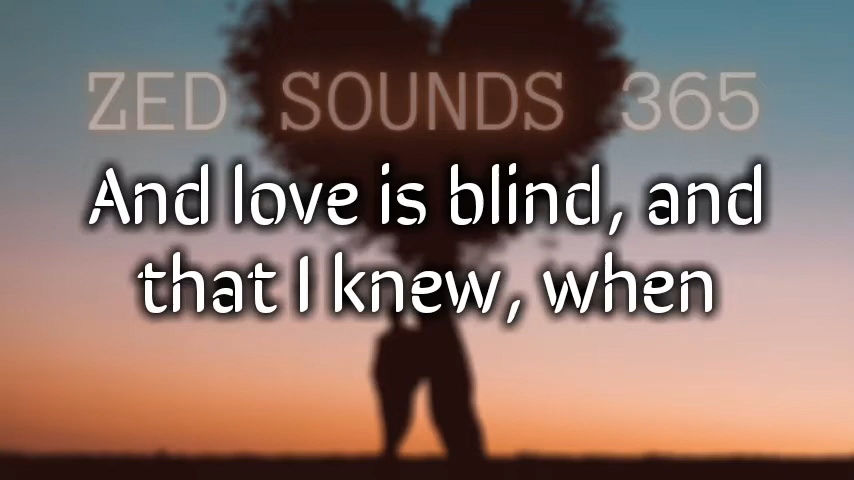 ZED SOUNDS 365
And love is blind, and
that I knew, when